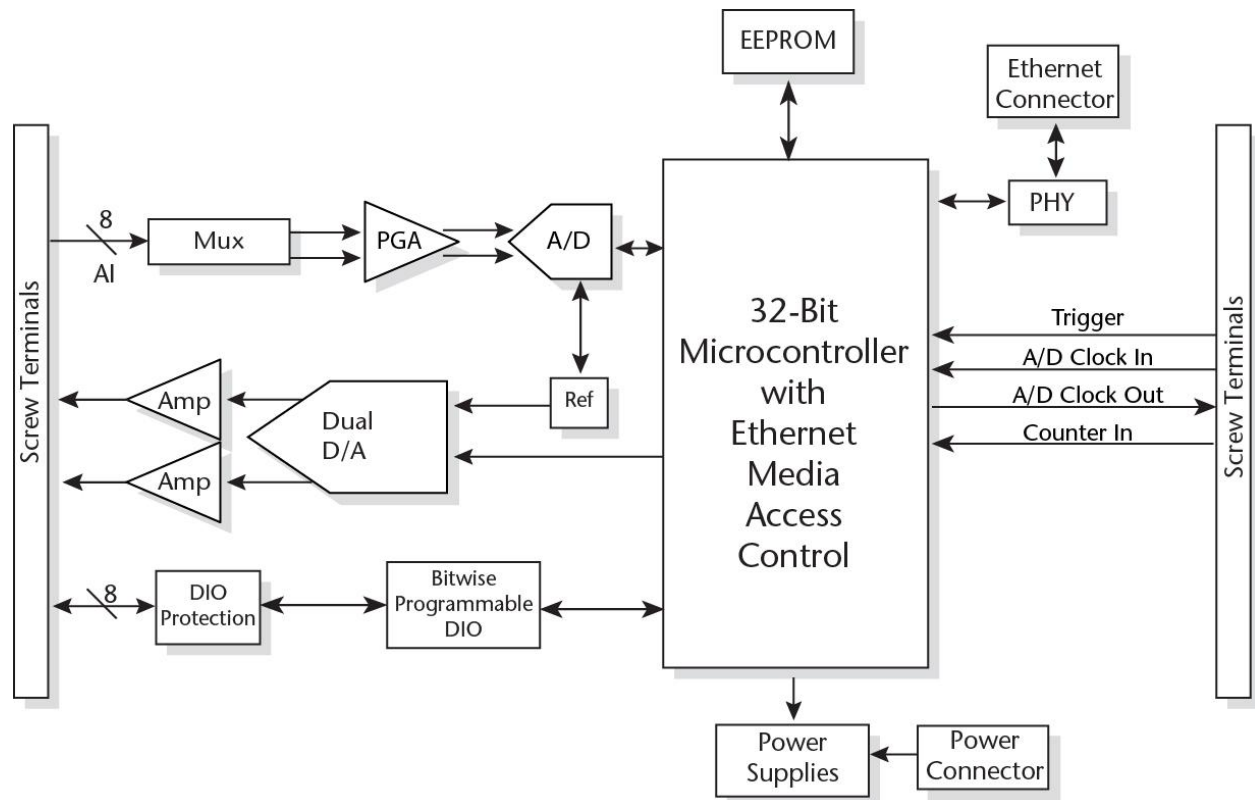 EEPROM
Ethernet
Connector
PHY
Screw Terminals
8
AI
Mux
PGA
A/D
32-Bit
Microcontroller
with
Ethernet
Media
Access
Control
Trigger
A/D Clock In
A/D Clock Out
Counter In
Screw Terminals
Amp
Amp
Dual
D/A
Ref
8
DIO
Protection
Bitwise
Programmable
DIO
Power
Supplies
Power
Connector